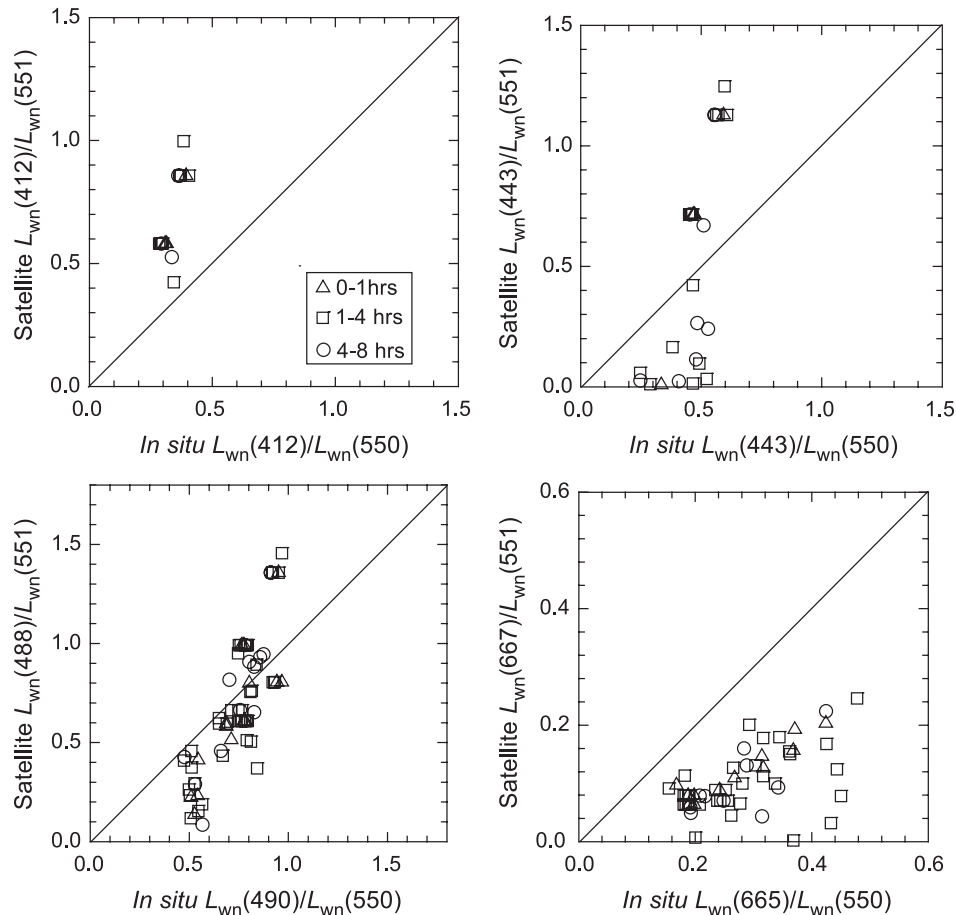 1.5
1.0
0.5
0.0
0.0 0.5 1.0 1.5
Satellite Lwn(412)/Lwn(551)
In situ Lwn(412)/Lwn(550)
0-1hrs
1-4 hrs
4-8 hrs
1.5
1.0
0.5
0.0
0.0 0.5 1.0 1.5
Satellite Lwn(443)/Lwn(551)
In situ Lwn(443)/Lwn(550)
1.5
1.0
0.5
0.0
0.0 0.5 1.0
Satellite Lwn(488)/Lwn(551)
In situ Lwn(490)/Lwn(550)
0.6
0.4
0.2
0.0
0.2 0.4 0.6
Satellite Lwn(667)/Lwn(551)
In situ Lwn(665)/Lwn(550)